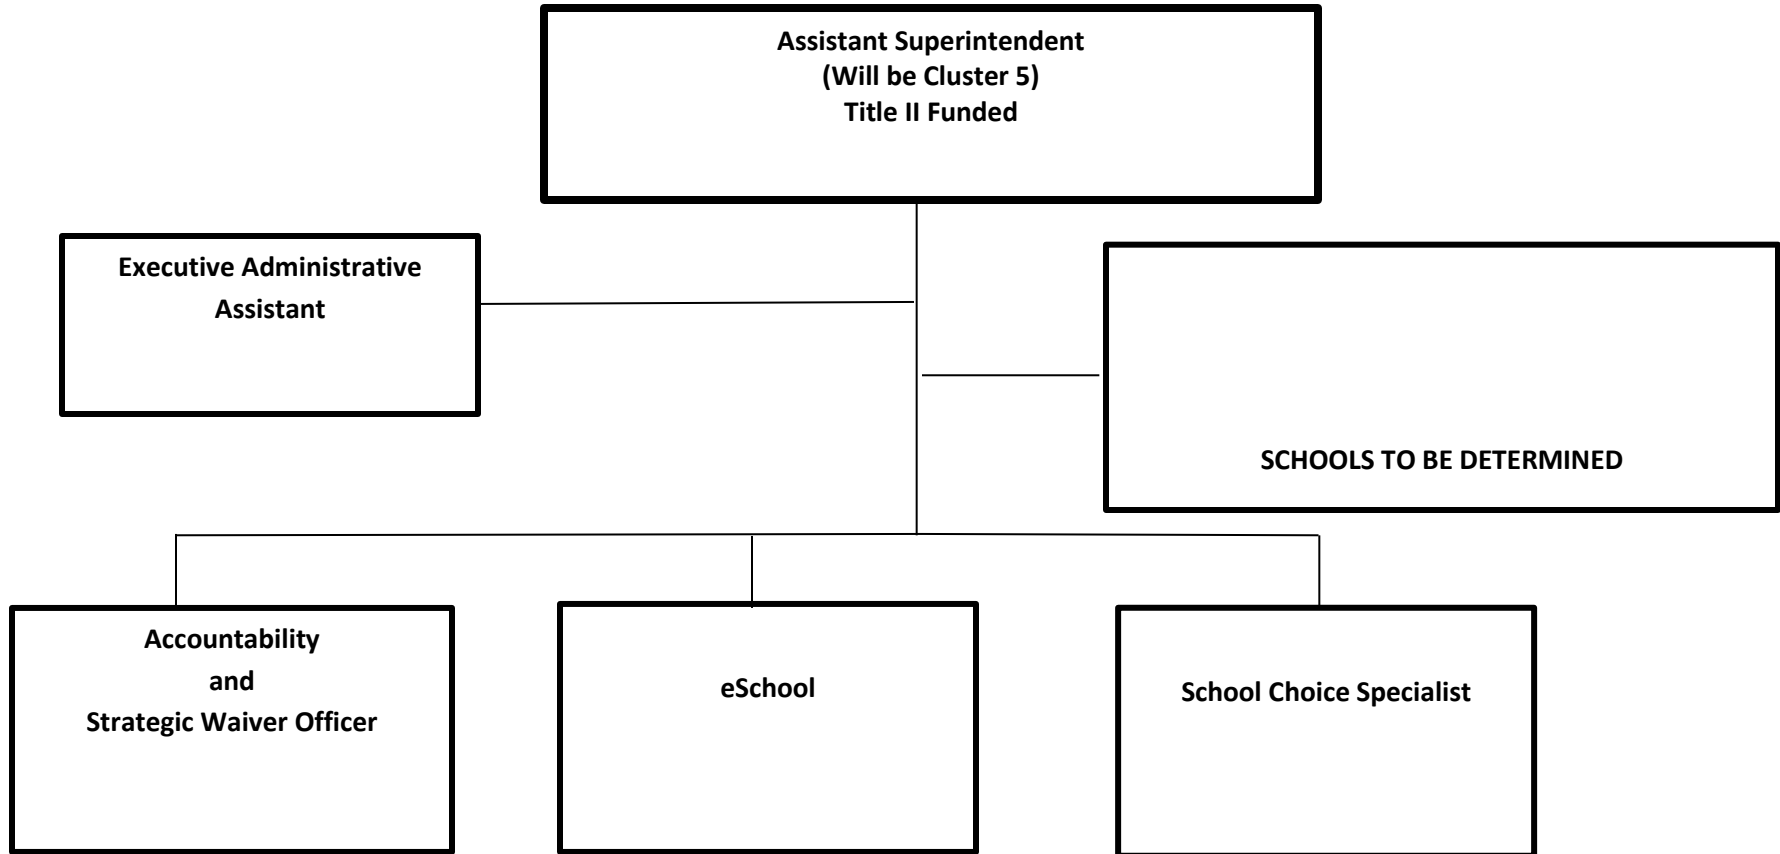 Assistant Superintendent
(Will be Cluster 5)
Title II Funded
Executive Administrative
Assistant
SCHOOLS TO BE DETERMINED
Accountability
and
Strategic Waiver Officer
eSchool
School Choice Specialist